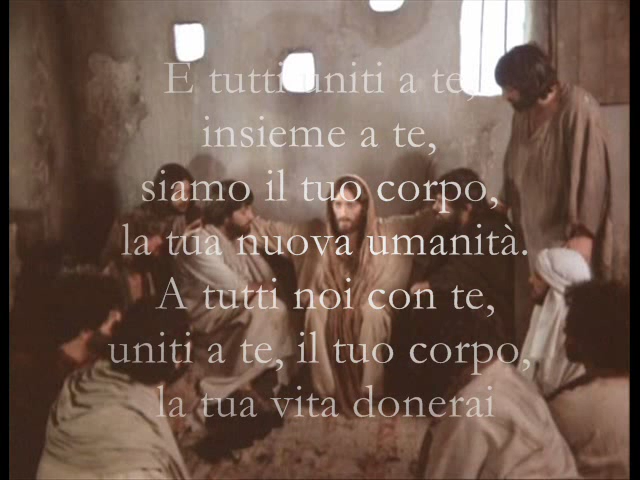 E tutti uniti a te,
insieme a te,
siamo il tuo corpo,
la tua nuova umanità.
A tutti noi con te,
uniti a te, il tuo corpo,
la tua vita donerai